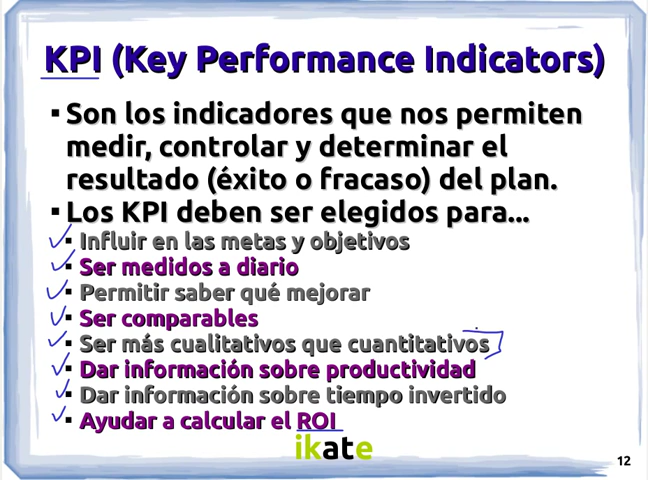 KPI (Key Performance Indicators)
▪ Son los indicadores que nos permiten
medir, controlar y determinar el
resultado (éxito o fracaso) del plan.
▪ Los KPI deben ser elegidos para...
▪ Influir en las metas y objetivos
▪ Ser medidos a diario
▪ Permitir saber qué mejorar
▪ Ser comparables
▪ Ser más cualitativos que cuantitativos
▪ Dar información sobre productividad
▪ Dar información sobre tiempo invertido
▪ Ayudar a calcular el ROI
ikate
12